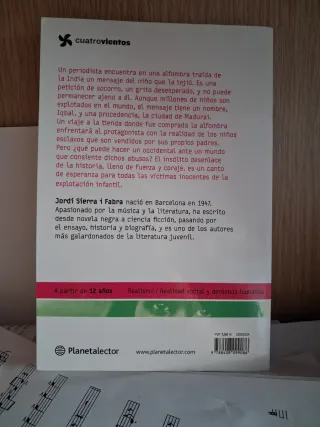 cuatrovientos
Un periodista encuentra en una alfombra traída de
la India un mensaje del niño que la tejió. Es una
petición de socorro, un grito desesperado, y no puede
permanecer ajeno a él. Aunque millones de niños son
explotados en el mundo, el mensaje tiene un nombre,
Iqbal, y una procedencia, la ciudad de Madurai.
Un viaje a la tienda donde fue comprada la alfombra
enfrentará al protagonista con la realidad de los niños
esclavos que son vendidos por sus propios padres.
Pero ¿qué puede hacer un occidental ante un mundo
que consiente dichos abusos? El insólito desenlace
de la historia, lleno de fuerza y coraje, es un canto
de esperanza para todas las víctimas inocentes de la
explotación infantil.
Jordi Sierra i Fabra nació en Barcelona en 1947.
Apasionado por la música y la literatura, ha escrito
desde novela negra a ciencia ficción, pasando por
el ensayo, historia y biografía, y es uno de los autores
más galardonados de la literatura juvenil.
A partir de 12 años
Realismo / Realidad social y derechos humanos
Planetalector
www.planetalector.com